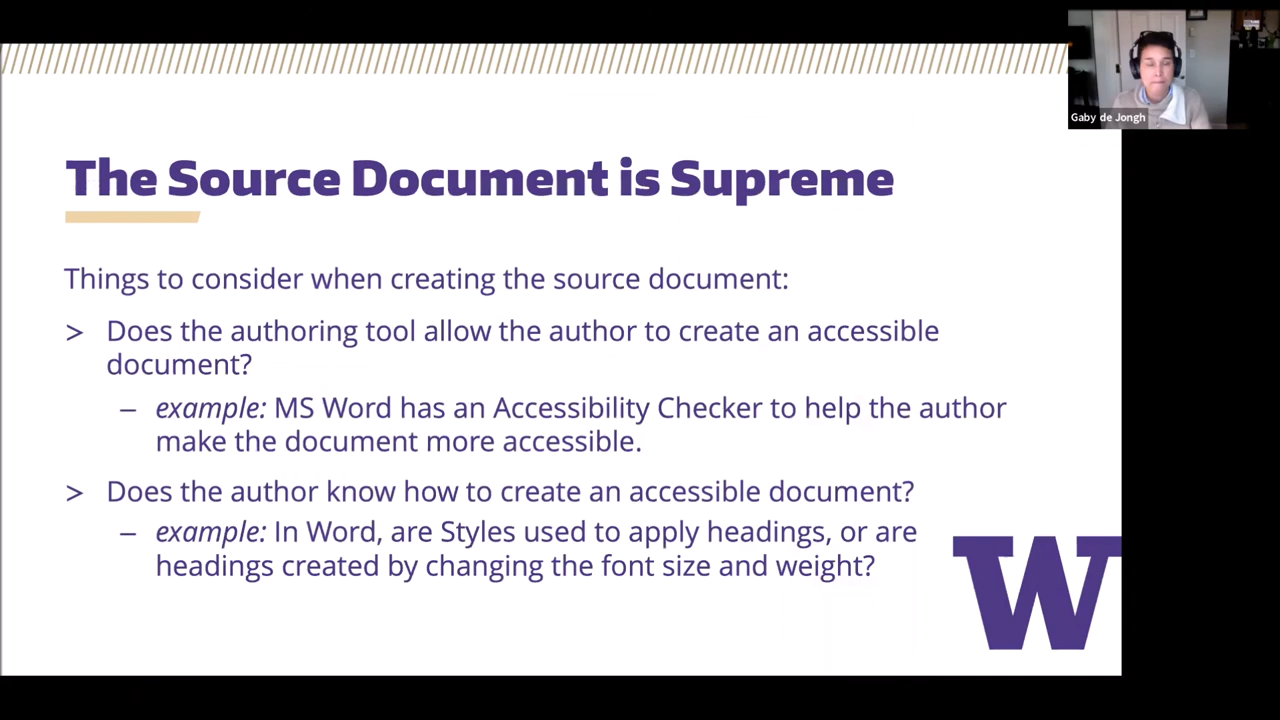 Gaby de Jongh
The Source Document is Supreme
Things to consider when creating the source document:
> Does the authoring tool allow the author to create an accessible
document?
– example: MS Word has an Accessibility Checker to help the author
make the document more accessible.
> Does the author know how to create an accessible document?
– example: In Word, are Styles used to apply headings, or are
headings created by changing the font size and weight?
W